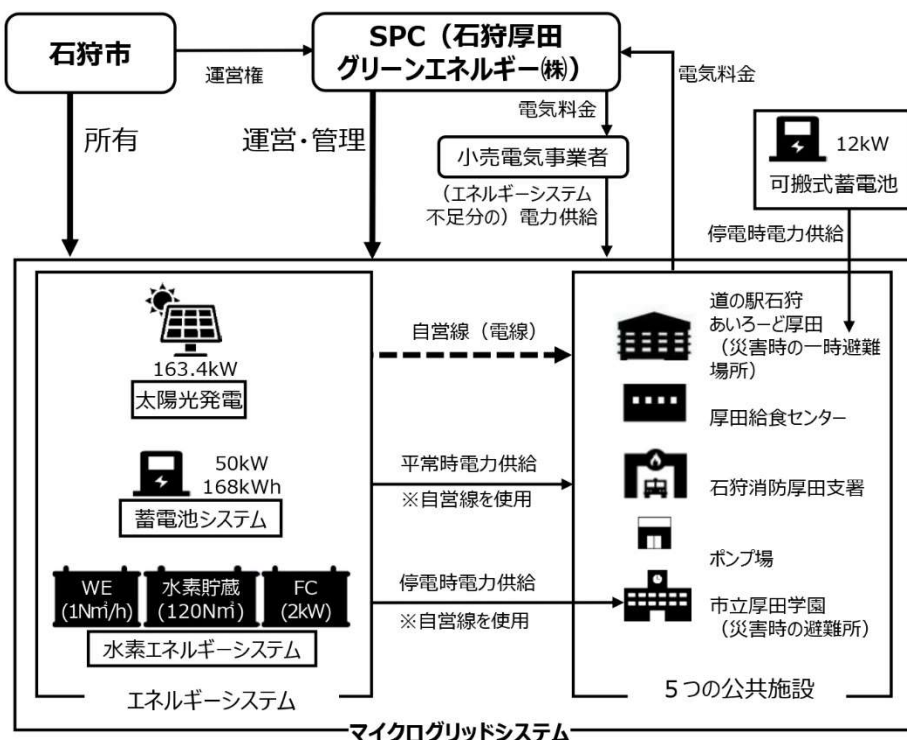 石狩市
運営権
SPC（石狩厚田
グリーンエネルギー㈱）
電気料金
所有
運営・管理
電気料金
小売電気事業者
（エネルギーシステム
不足分の）電力供給
12kW
可搬式蓄電池
停電時電力供給
163.4kW
太陽光発電
50kW
168kWh
蓄電池システム
WE
(1N㎥/h)
水素貯蔵
(120N㎥)
FC
(2kW)
水素エネルギーシステム
エネルギーシステム
自営線（電線）
平常時電力供給
※自営線を使用
停電時電力供給
※自営線を使用
道の駅石狩
あいろーど厚田
（災害時の一時避難
場所）
厚田給食センター
石狩消防厚田支署
ポンプ場
市立厚田学園
（災害時の避難所）
５つの公共施設
マイクログリッドシステム